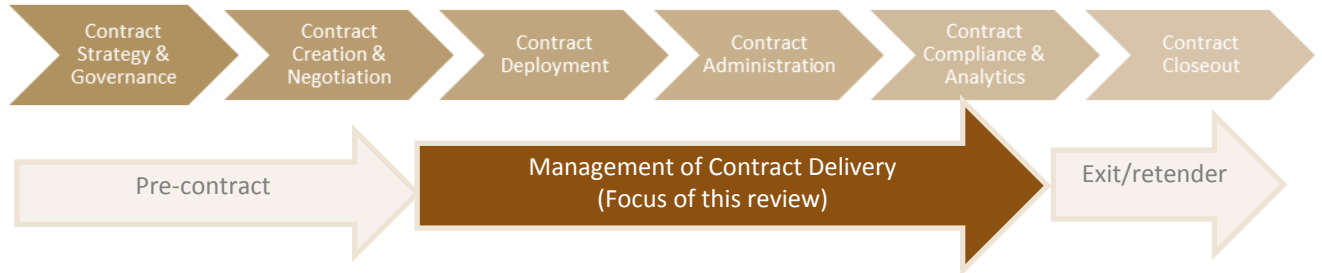 Contract
Strategy &
Governance
Contract
Creation &
Negotiation
Contract
Deployment
Contract
Administration
Contract
Compliance &
Analytics
Contract
Closeout
Pre-contract
Management of Contract Delivery
(Focus of this review)
Exit/retender